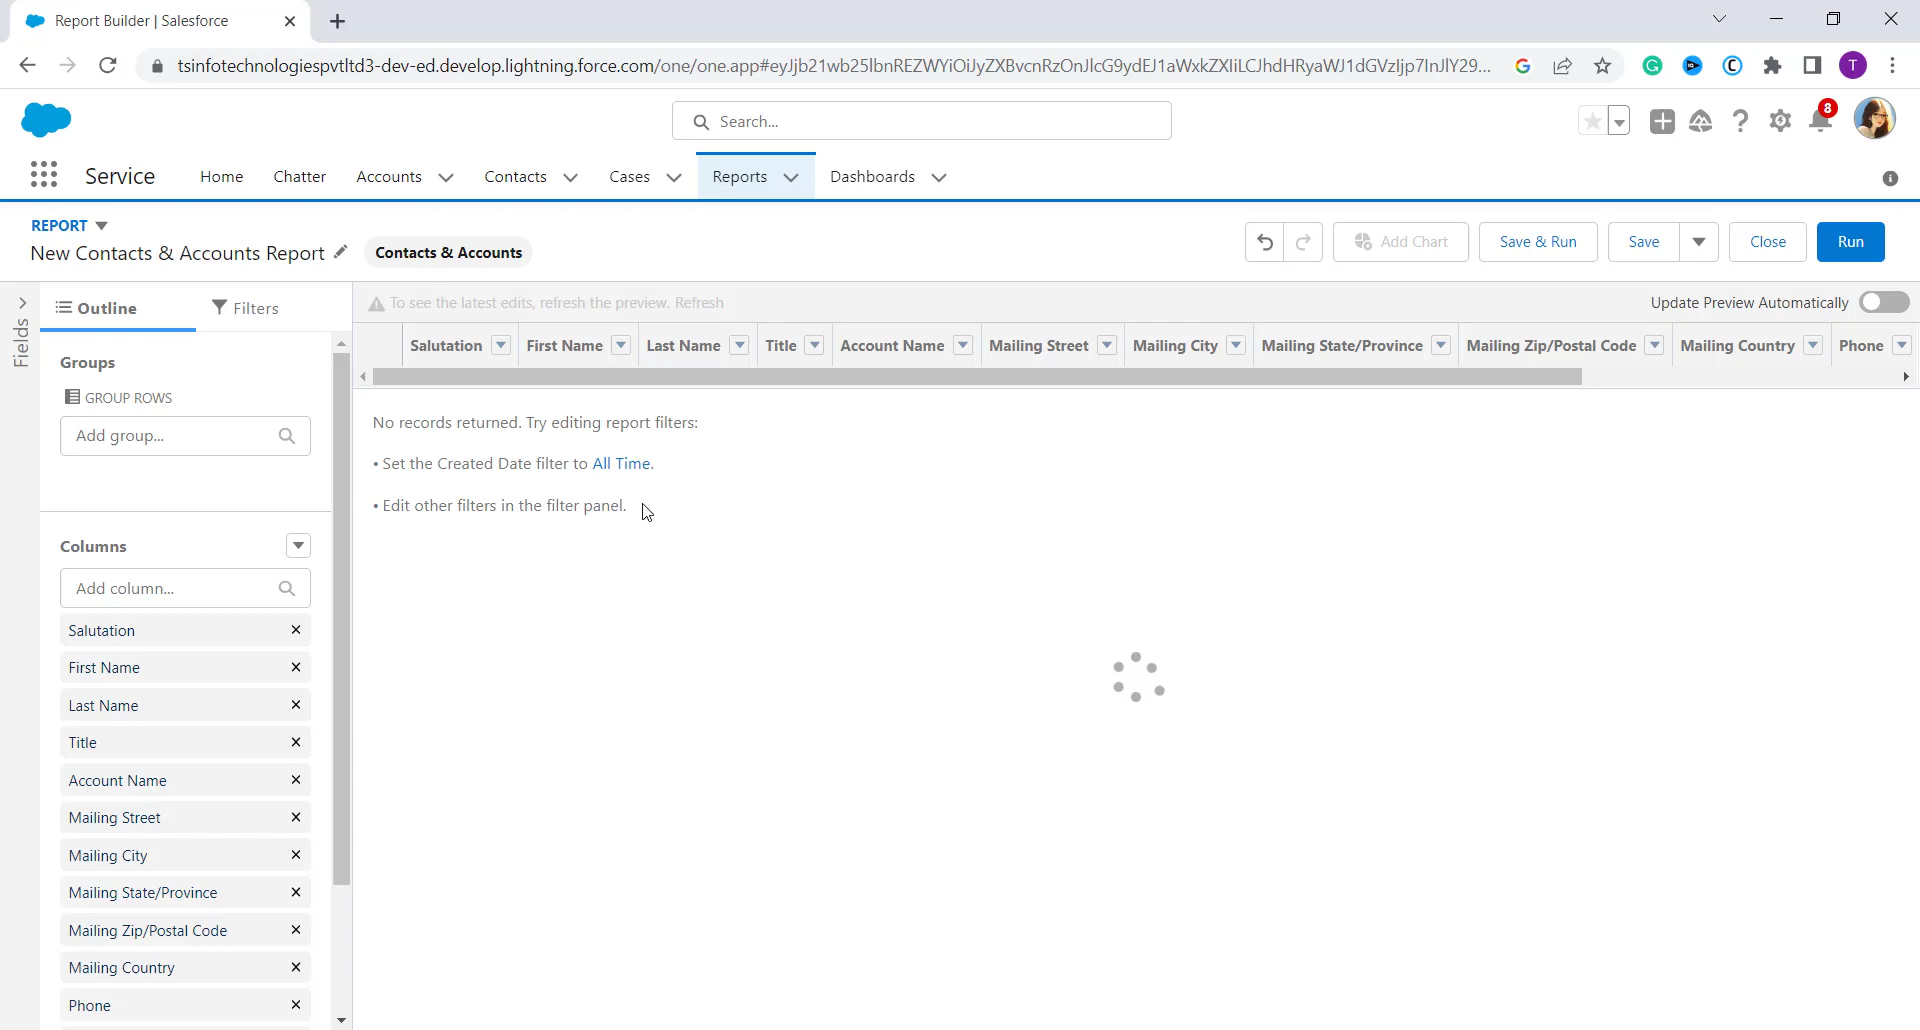 Report Builder | Salesforce
tsinfotechnologiespvtltd3-dev-ed.develop.lightning.force.com/one/one.app#eyJjb21wb25lbnREZWYiOiJyZXBvcnRzOnJlcG9ydEJ1aWxkZXIiLCJhdHRyaWJ1dGVzIjp7InJlY29...
T
Search...
8
Service
Home
Chatter
Accounts
Contacts
Cases
Reports
Dashboards
REPORT
New Contacts & Accounts Report
Contacts & Accounts
Add Chart
Save & Run
Save
Close
Run
Fields
Outline
Filters
To see the latest edits, refresh the preview. Refresh
Update Preview Automatically
Groups
GROUP ROWS
Add group...
Salutation
First Name
Last Name
Title
Account Name
Mailing Street
Mailing City
Mailing State/Province
Mailing Zip/Postal Code
Mailing Country
Phone
No records returned. Try editing report filters:
• Set the Created Date filter to All Time.
• Edit other filters in the filter panel.
Columns
Add column...
Salutation
First Name
Last Name
Title
Account Name
Mailing Street
Mailing City
Mailing State/Province
Mailing Zip/Postal Code
Mailing Country
Phone